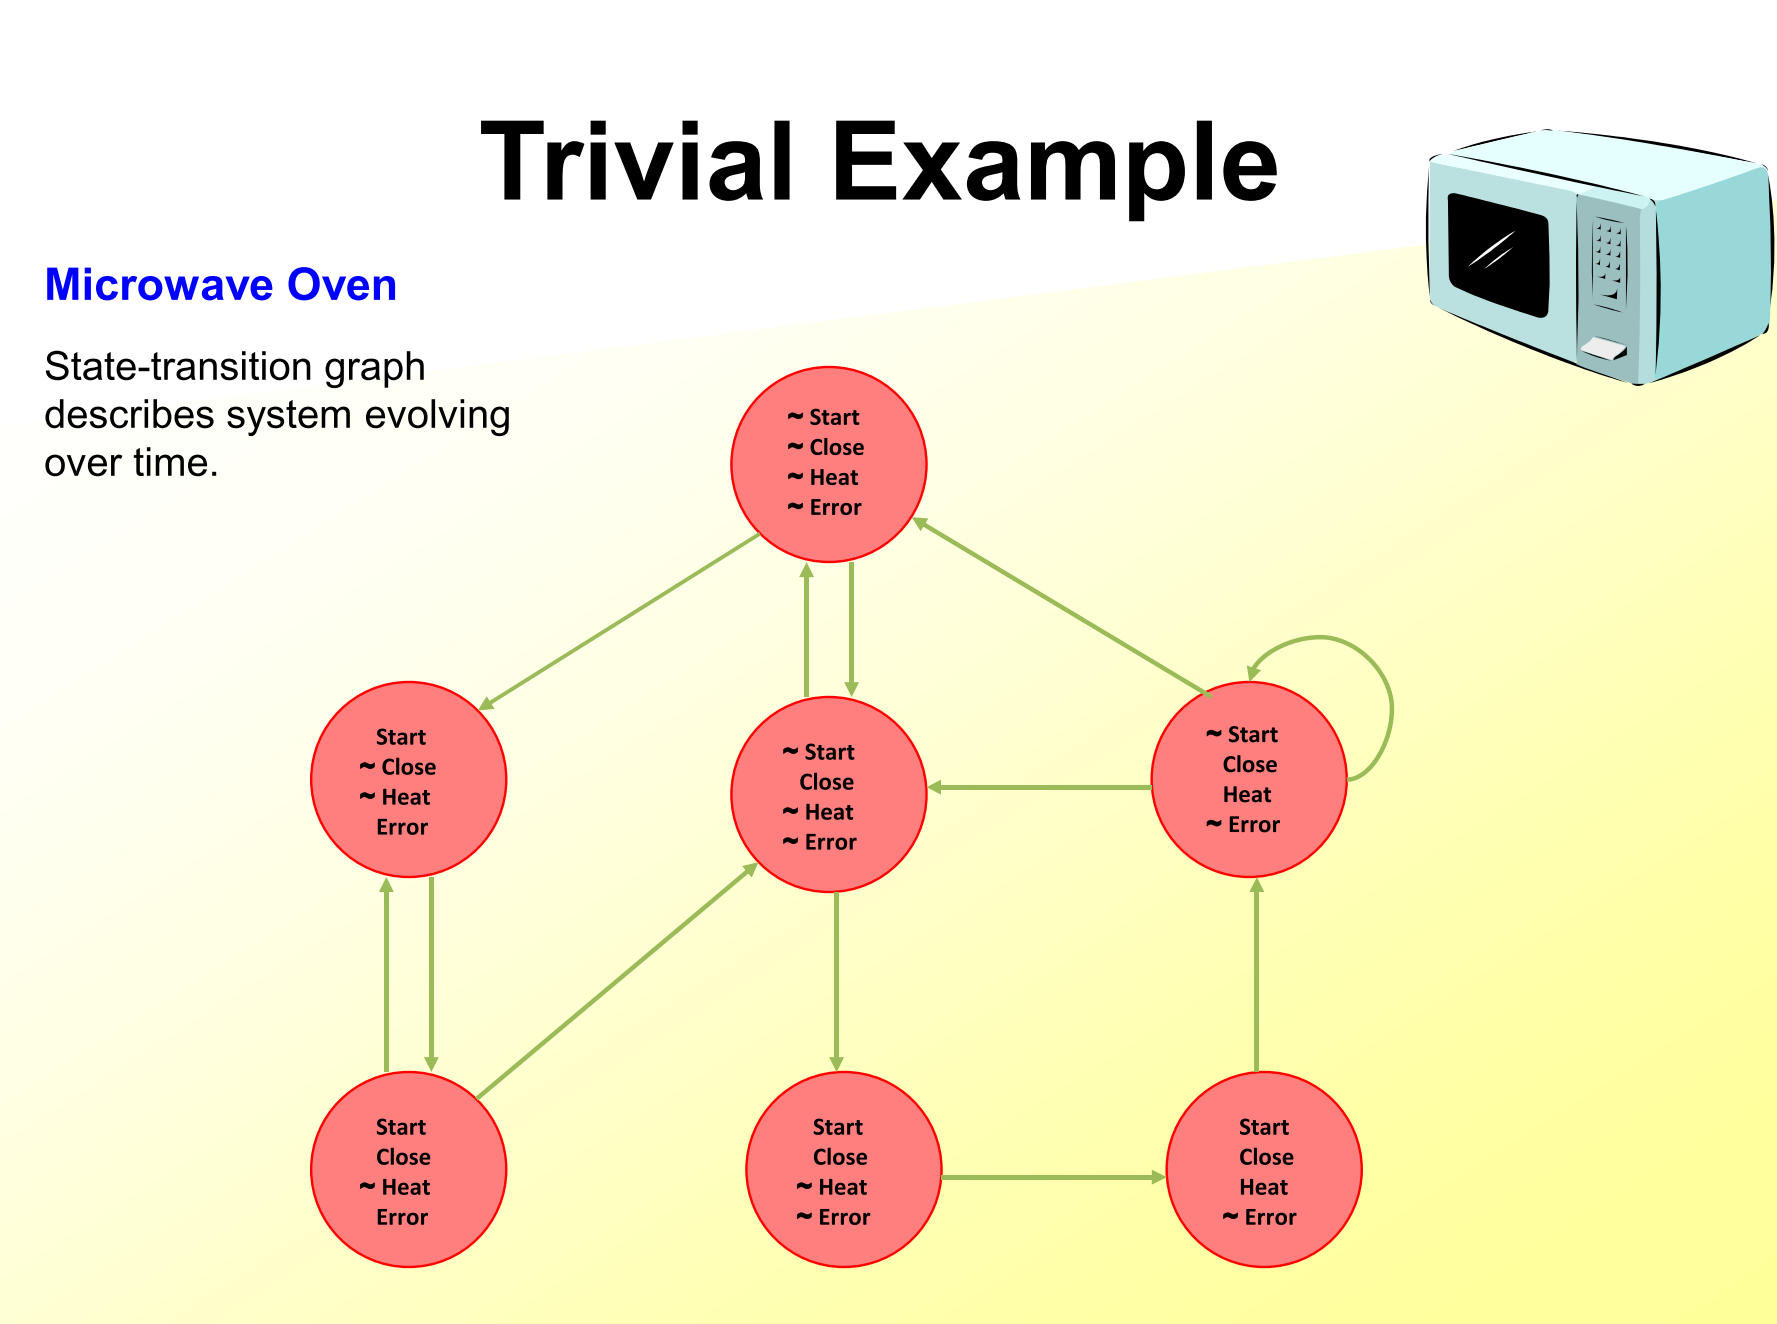 Trivial Example
Microwave Oven
State-transition graph
describes system evolving
over time.
~ Start
~ Close
~ Heat
~ Error
Start
~ Close
~ Heat
Error
~ Start
Close
~ Heat
~ Error
~ Start
Close
Heat
~ Error
Start
Close
~ Heat
Error
Start
Close
~ Heat
~ Error
Start
Close
Heat
~ Error